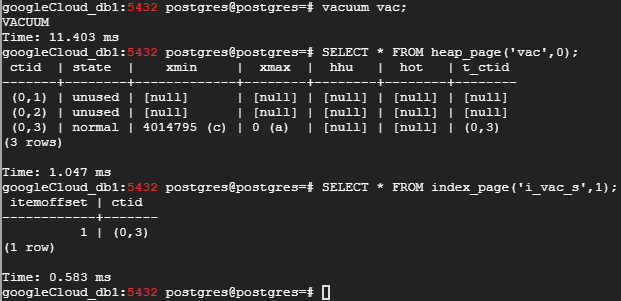 googleCloud_db1:5432 postgres@postgres=# vacuum vac;
VACUUM
Time: 11.403 ms
googleCloud_db1:5432 postgres@postgres=# SELECT * FROM heap_page('vac',0);
 ctid  | state  |     xmin     |  xmax  |  hhu   |  hot   | t_ctid
-------+--------+--------------+--------+--------+--------+--------
 (0,1) | unused | [null]       | [null] | [null] | [null] | [null]
 (0,2) | unused | [null]       | [null] | [null] | [null] | [null]
 (0,3) | normal | 4014795 (c)  | 0 (a)  | [null] | [null] | (0,3)
(3 rows)

Time: 1.047 ms
googleCloud_db1:5432 postgres@postgres=# SELECT * FROM index_page('i_vac_s',1);
 itemoffset | ctid
------------+-------
          1 | (0,3)
(1 row)

Time: 0.583 ms
googleCloud_db1:5432 postgres@postgres=#